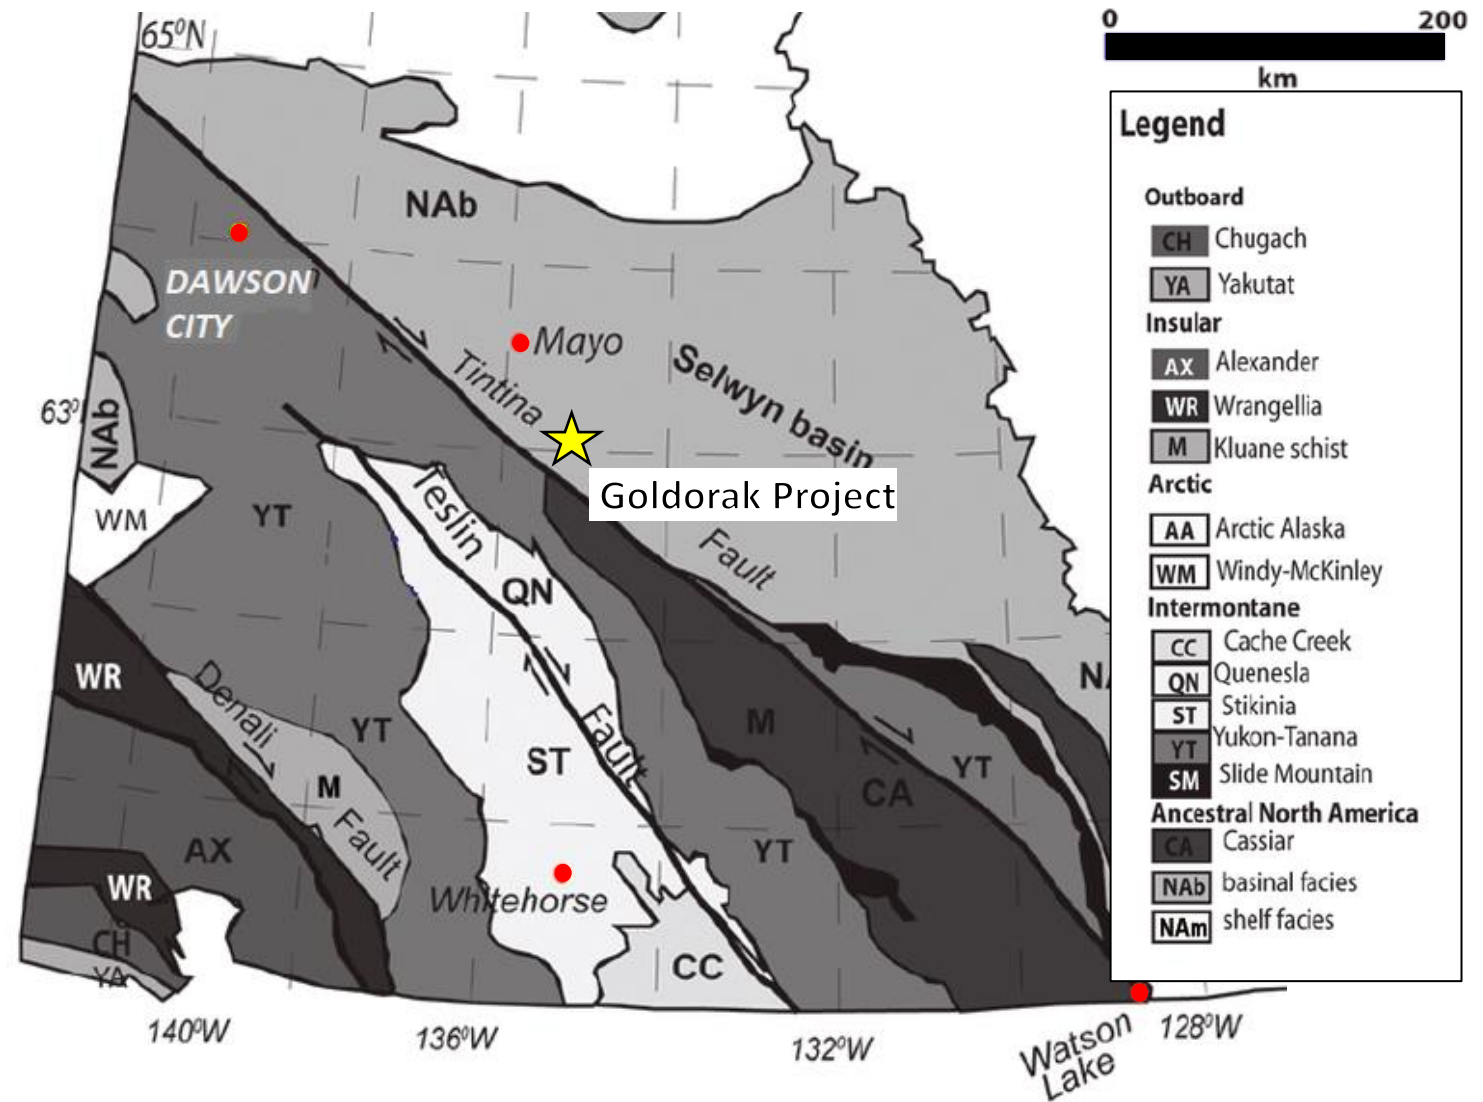 65⁰N
0 200
km
Legend
Outboard
CH Chugach
YA Yakutat
Insular
AX Alexander
WR Wrangellia
M Kluane schist
Arctic
AA Arctic Alaska
WM Windy-McKinley
Intermontane
CC Cache Creek
QN Quenesla
ST Stikinia
YT Yukon-Tanana
SM Slide Mountain
Ancestral North America
CA Cassiar
NAb basinal facies
NAm shelf facies
NAb
DAWSON
CITY
Mayo
Tintina
Selwyn basin
63⁰
NAb
Goldorak Project
Teslin
WM
YT
Fault
QN
WR
Denali
NA
YT
M
Fault
ST
YT
M
CA
Fault
AX
YT
WR
Whitehorse
CH
CC
YA
140⁰W
136⁰W
132⁰W
128⁰W
Watson
Lake